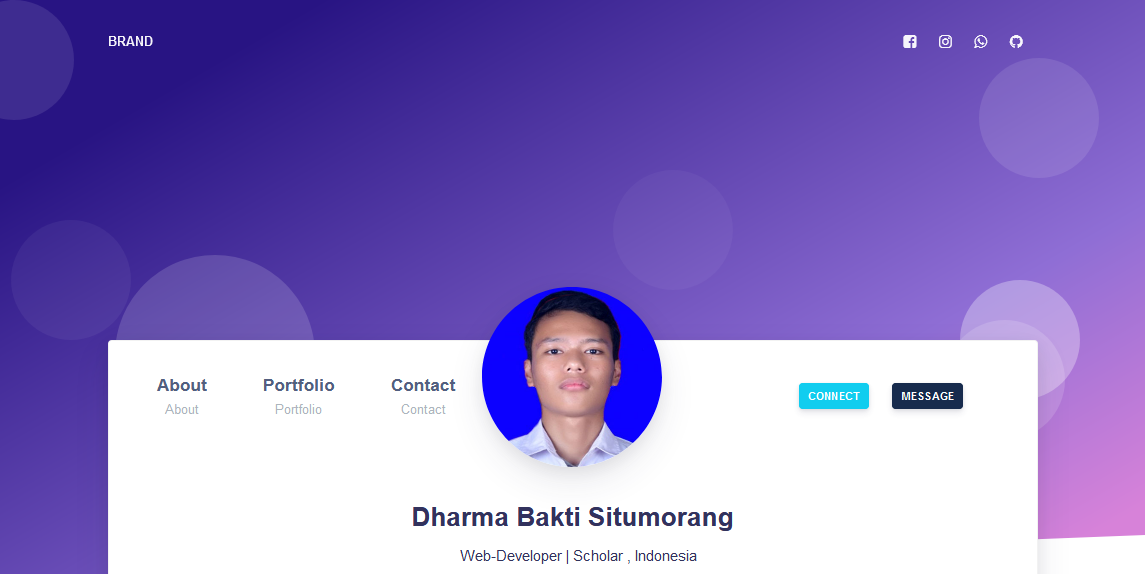 BRAND
About Portfolio Contact
About Portfolio Contact
CONNECT MESSAGE
Dharma Bakti Situmorang
Web-Developer | Scholar , Indonesia